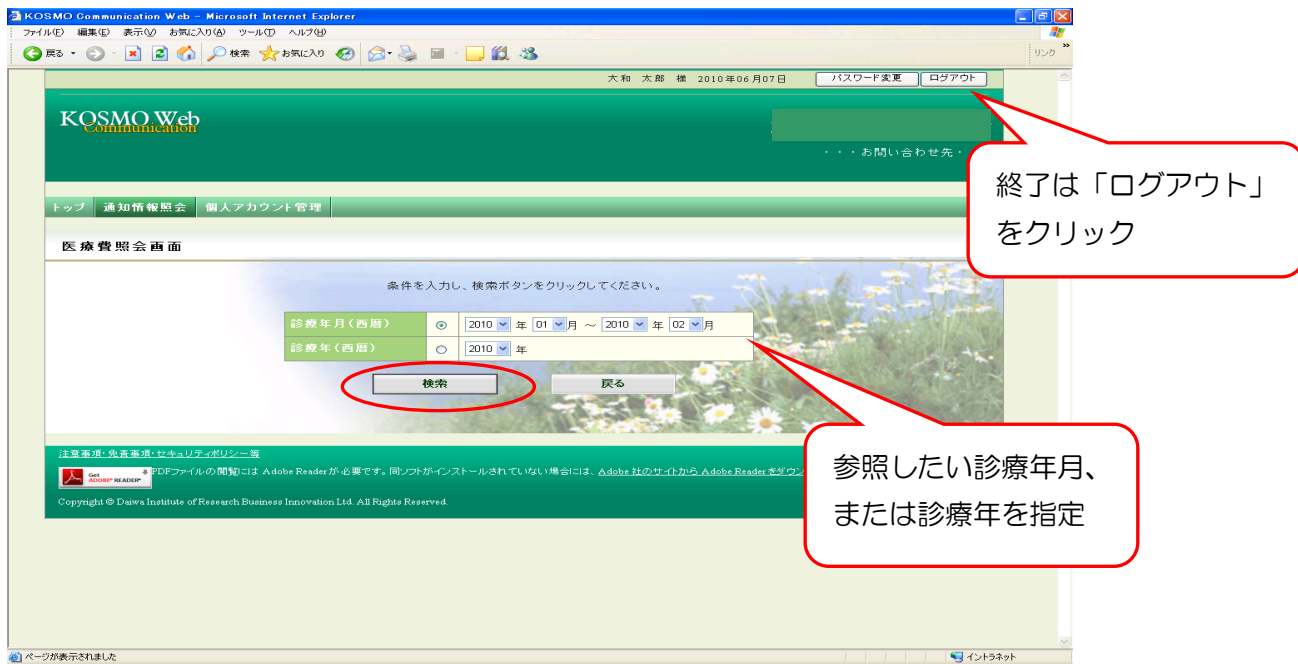 KOSMO Communication Web - Microsoft Internet Explorer
ファイル(F) 編集(E) 表示(V) お気に入り(A) ツール(T) ヘルプ(H)
戻る 検索 お気に入り リンク
大和 太郎 様 2010年06月07日 パスワード変更 ログアウト
KOSMO Web
Communication
・・・お問い合わせ先・
終了は「ログアウト」
をクリック
トップ 通知情報照会 個人アカウント管理
医療費照会画面
条件を入力し、検索ボタンをクリックしてください。
診療年月(西暦) 2010 年 01 月 ～ 2010 年 02 月
診療年(西暦) 2010 年
検索 戻る
参照したい診療年月、
または診療年を指定
注意事項・免責事項・セキュリティポリシー等
Get ADOBE READER PDFファイルの閲覧には Adobe Readerが必要です。同ソフトがインストールされていない場合には、Adobe 社のサイトから Adobe Reader をダウン
Copyright © Daiwa Institute of Research Business Innovation Ltd. All Rights Reserved.
ページが表示されました イントラネット